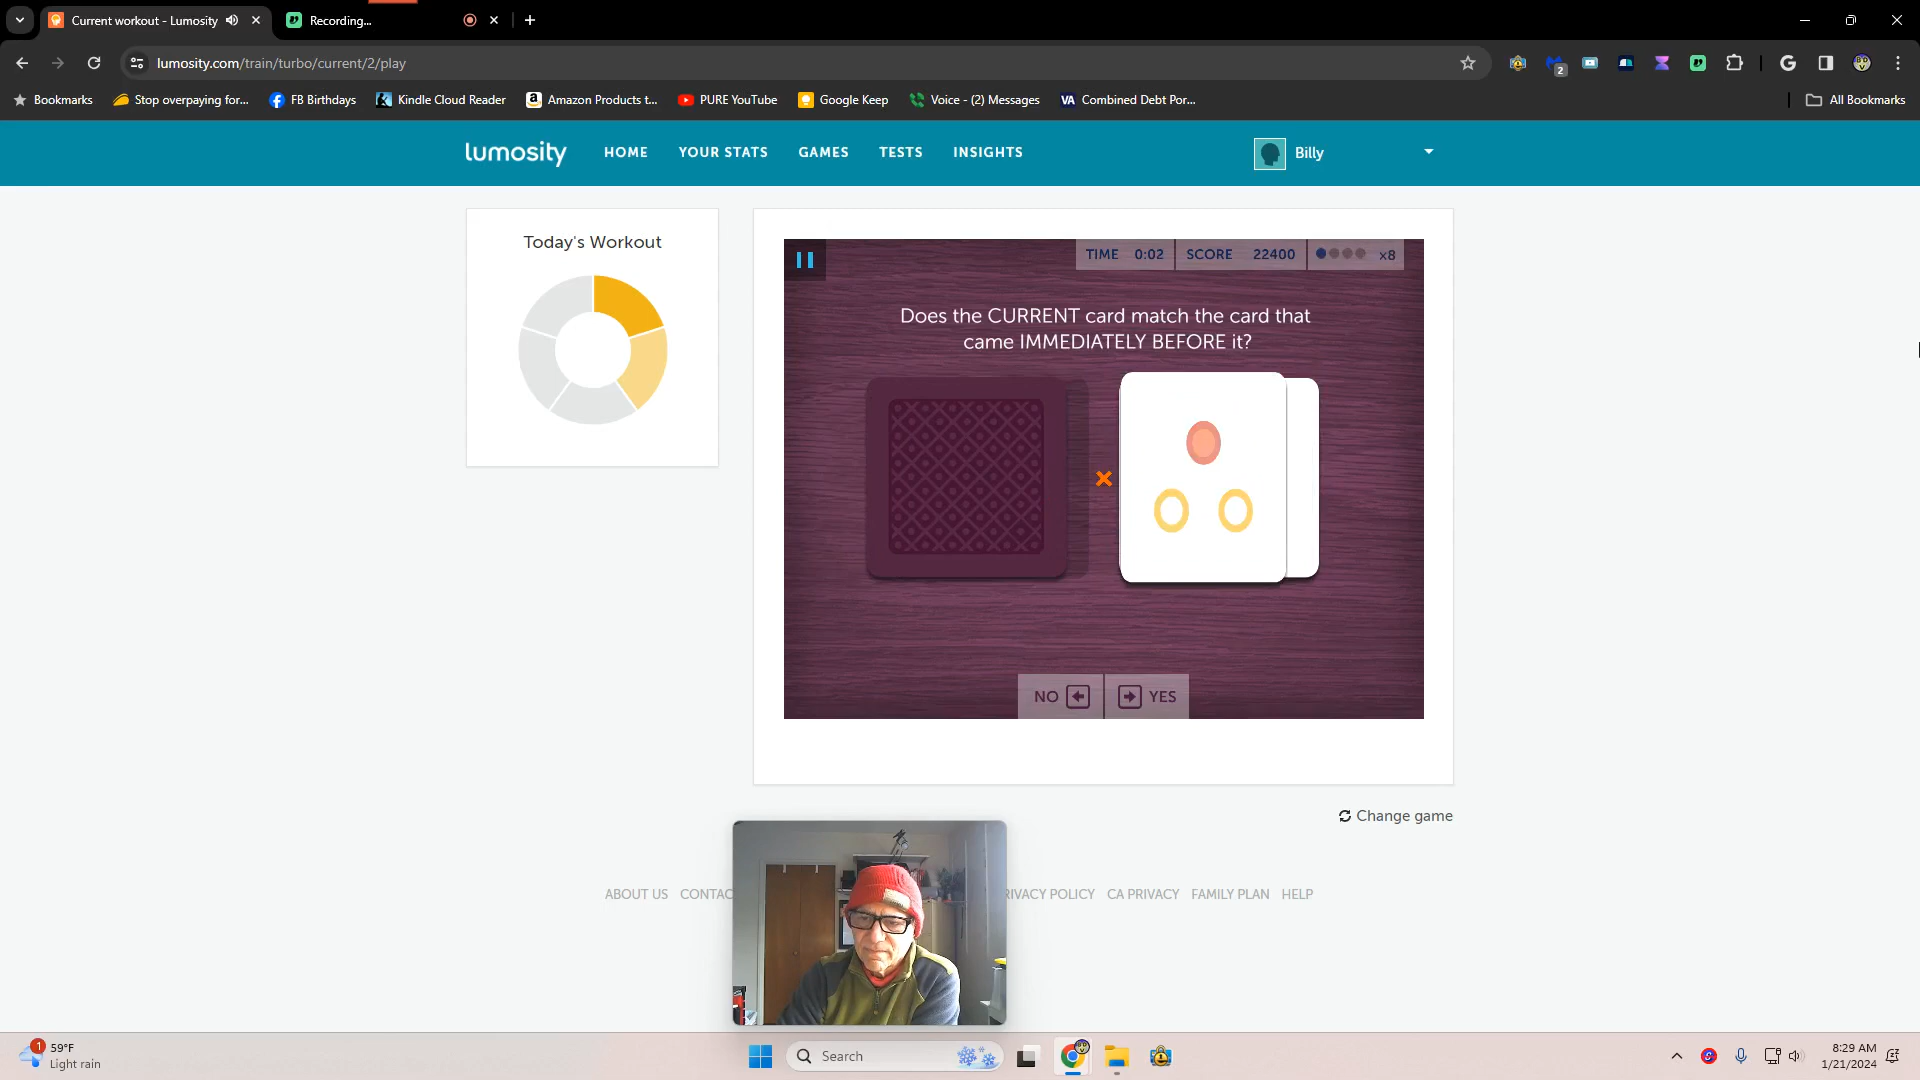 Current workout - Lumosity
Recording...
lumosity.com/train/turbo/current/2/play
2
Bookmarks
Stop overpaying for...
FB Birthdays
Kindle Cloud Reader
Amazon Products t...
PURE YouTube
Google Keep
Voice - (2) Messages
VA Combined Debt Por...
All Bookmarks
lumosity
HOME
YOUR STATS
GAMES
TESTS
INSIGHTS
Billy
Today's Workout
TIME 0:02
SCORE 22400
x8
Does the CURRENT card match the card that
came IMMEDIATELY BEFORE it?
NO
YES
Change game
ABOUT US
CONTAC
RIVACY POLICY
CA PRIVACY
FAMILY PLAN
HELP
1
59°F
Light rain
Search
8:29 AM
1/21/2024